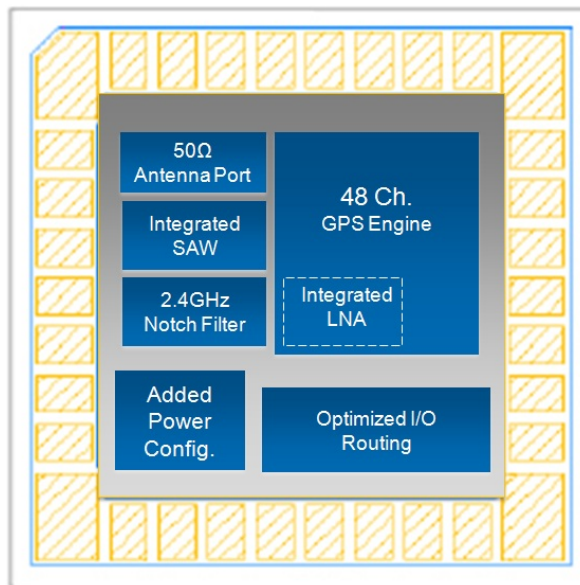 50Ω
Antenna Port
Integrated
SAW
2.4GHz
Notch Filter
48 Ch.
GPS Engine
Integrated
LNA
Added
Power
Config.
Optimized I/O
Routing